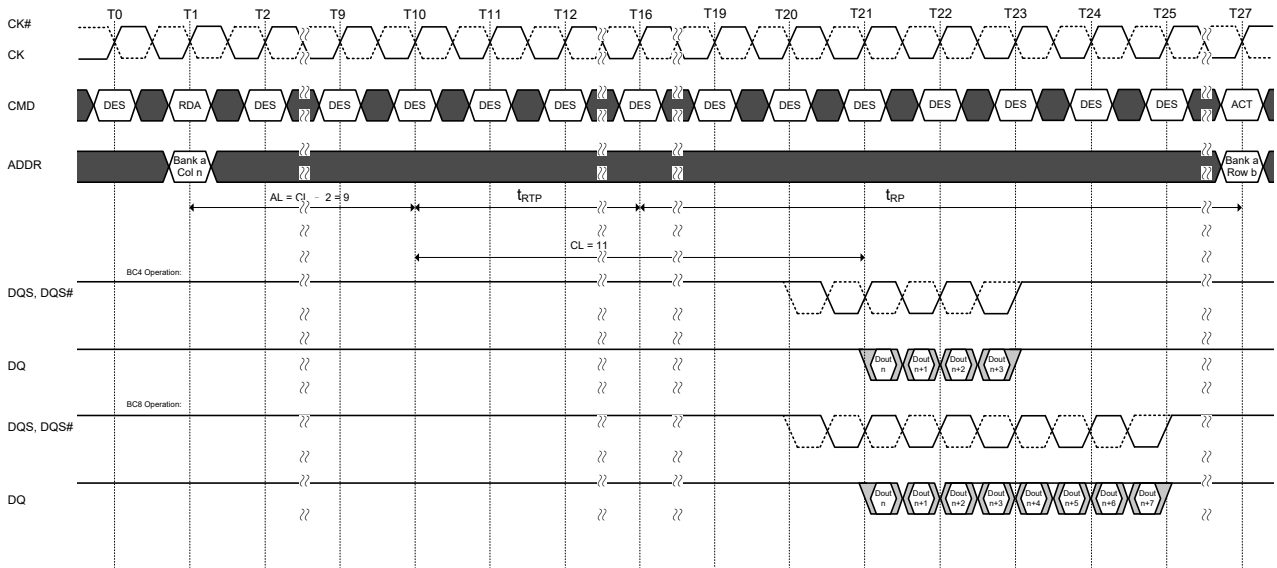 T0 T1 T2 T9 T10 T11 T12 T16 T19 T20 T21 T22 T23 T24 T25 T27
CK#
CK
CMD DES RDA DES DES DES DES DES DES DES DES DES DES DES DES DES ACT
ADDR
Bank a
Col n
Bank a
Row b
AL = CL - 2 = 9
tRTP
tRP
CL = 11
BC4 Operation:
DQS, DQS#
DQ
Dout
n
Dout
n+1
Dout
n+2
Dout
n+3
BC8 Operation:
DQS, DQS#
DQ
Dout
n
Dout
n+1
Dout
n+2
Dout
n+3
Dout
n+4
Dout
n+5
Dout
n+6
Dout
n+7